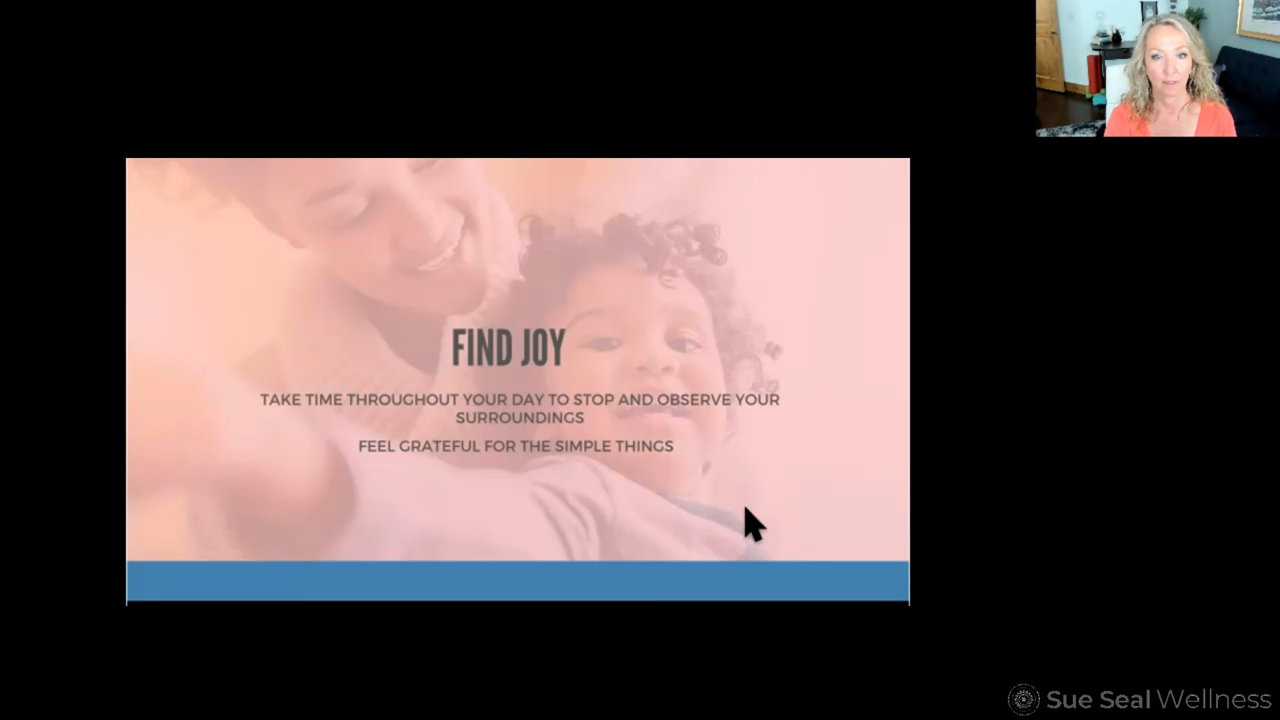 FIND JOY
TAKE TIME THROUGHOUT YOUR DAY TO STOP AND OBSERVE YOUR
SURROUNDINGS
FEEL GRATEFUL FOR THE SIMPLE THINGS
Sue Seal Wellness